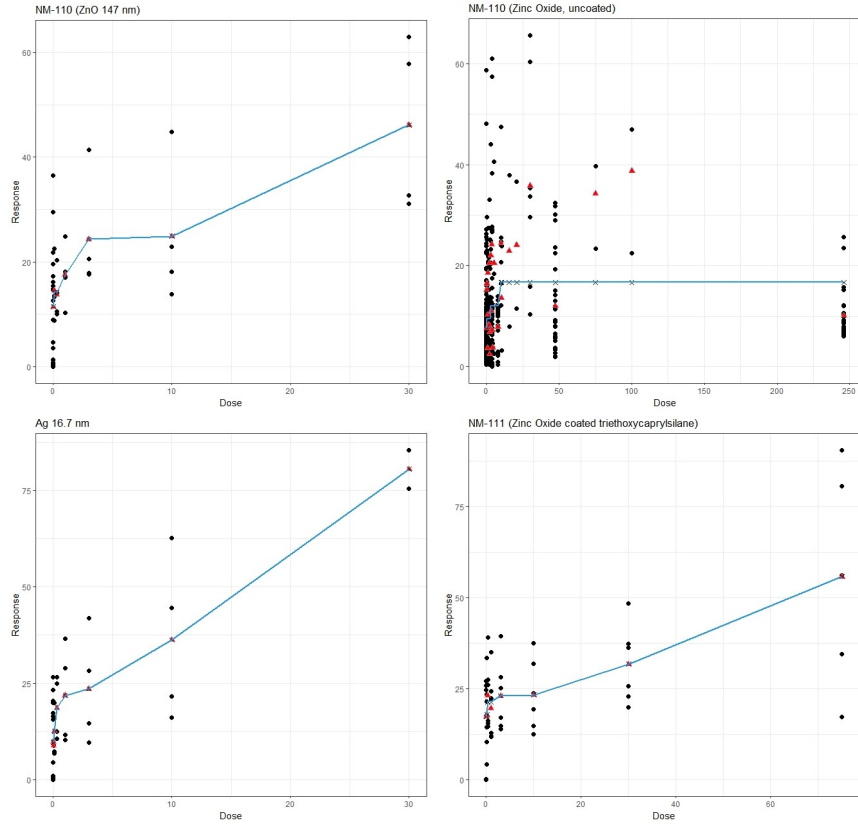 NM-110 (ZnO 147 nm)
Response
60
40
20
0
0
10
20
30
Dose
NM-110 (Zinc Oxide, uncoated)
Response
60
40
20
0
0
50
100
150
200
250
Dose
Ag 16.7 nm
Response
75
50
25
0
0
10
20
30
Dose
NM-111 (Zinc Oxide coated triethoxycaprylsilane)
Response
75
50
25
0
0
20
40
60
Dose